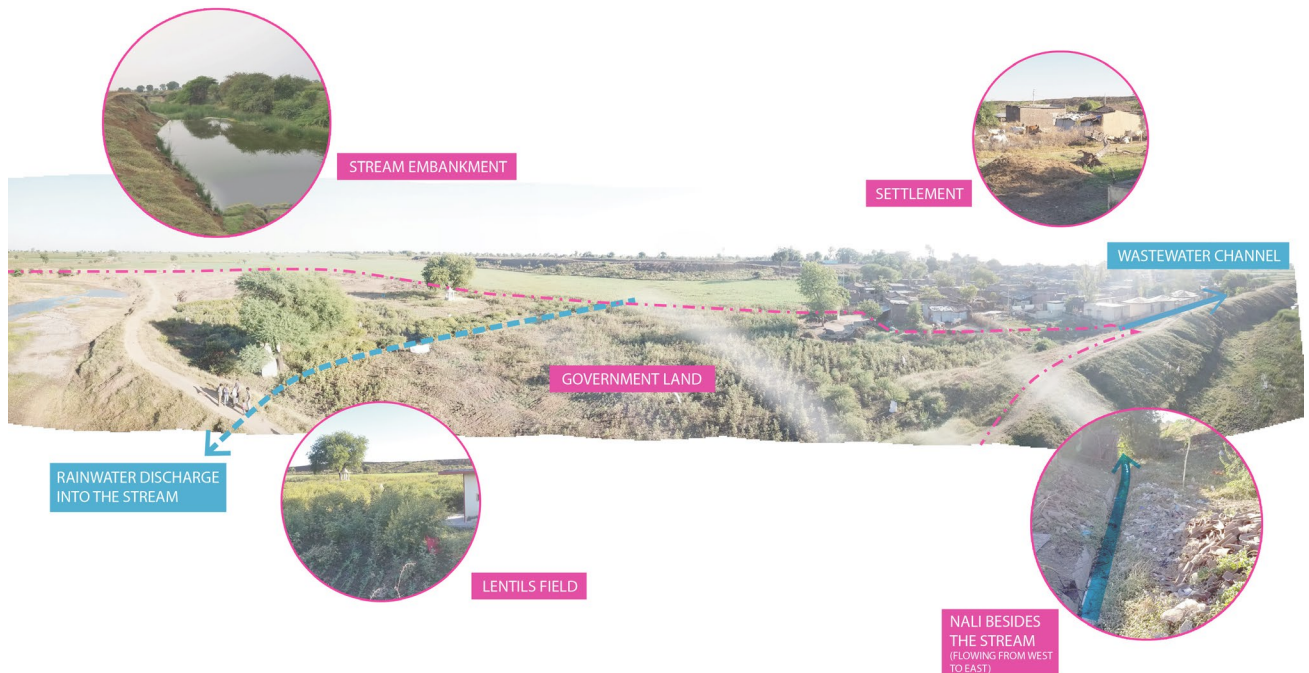 STREAM EMBANKMENT
SETTLEMENT
WASTEWATER CHANNEL
GOVERNMENT LAND
RAINWATER DISCHARGE
INTO THE STREAM
LENTILS FIELD
NALI BESIDES
THE STREAM
(FLOWING FROM WEST
TO EAST)